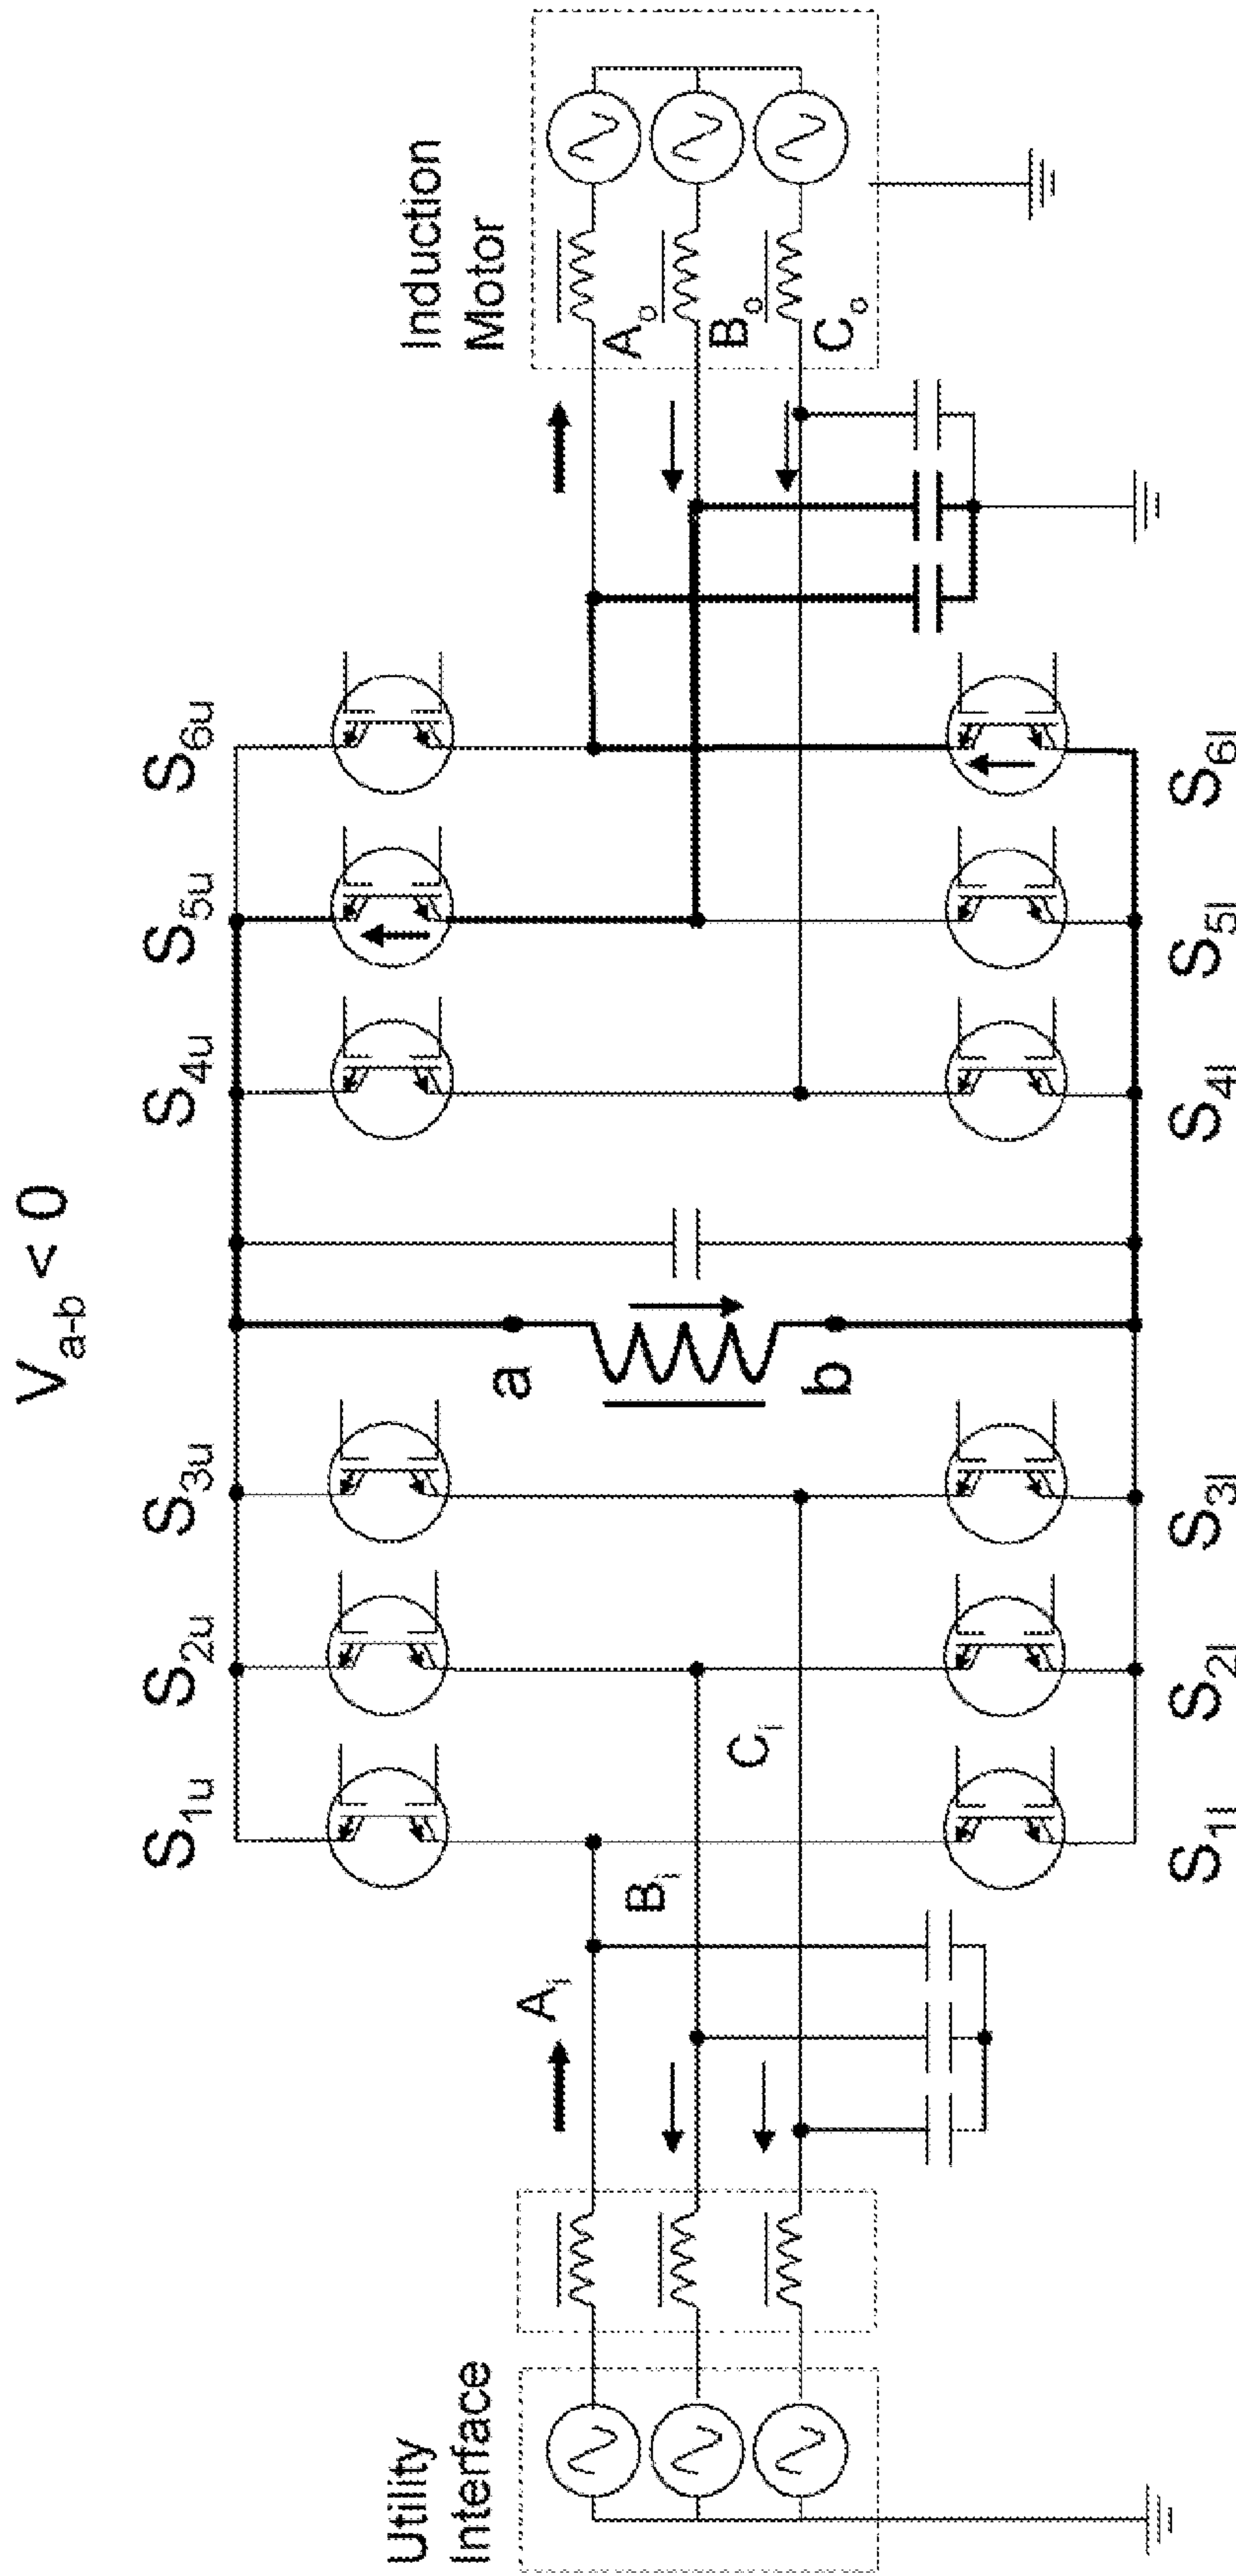 V a-b < 0
S1u
S2u
S3u
S4u
S5u
S6u
Utility
Interface
Induction
Motor
Ai
Bi
Ci
a
b
Ao
Bo
Co
S1l
S2l
S3l
S4l
S5l
S6l